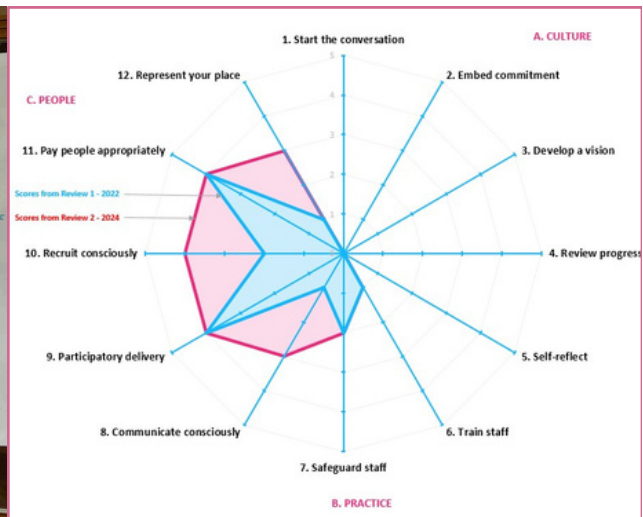 1. Start the conversation
A. CULTURE
12. Represent your place
2. Embed commitment
C. PEOPLE
11. Pay people appropriately
3. Develop a vision
Scores from Review 1 - 2022
Scores from Review 2 - 2024
10. Recruit consciously
4. Review progress
9. Participatory delivery
5. Self-reflect
8. Communicate consciously
6. Train staff
7. Safeguard staff
B. PRACTICE
5
4
3
2
1